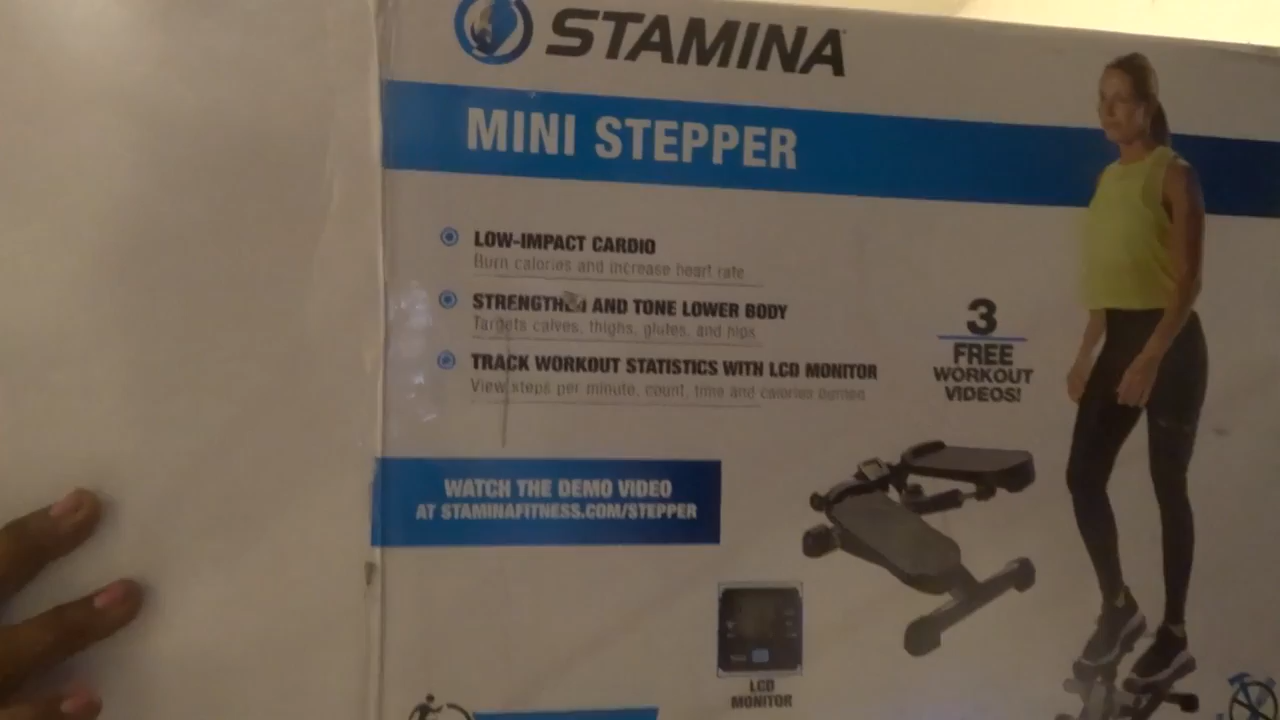 STAMINA
MINI STEPPER
LOW-IMPACT CARDIO
Burn calories and increase heart rate
STRENGTHEN AND TONE LOWER BODY
Targets calves, thighs, glutes, and hips
TRACK WORKOUT STATISTICS WITH LCD MONITOR
View steps per minute, count, time and calories burned
3
FREE
WORKOUT
VIDEOS!
WATCH THE DEMO VIDEO
AT STAMINAFITNESS.COM/STEPPER
LCD
MONITOR